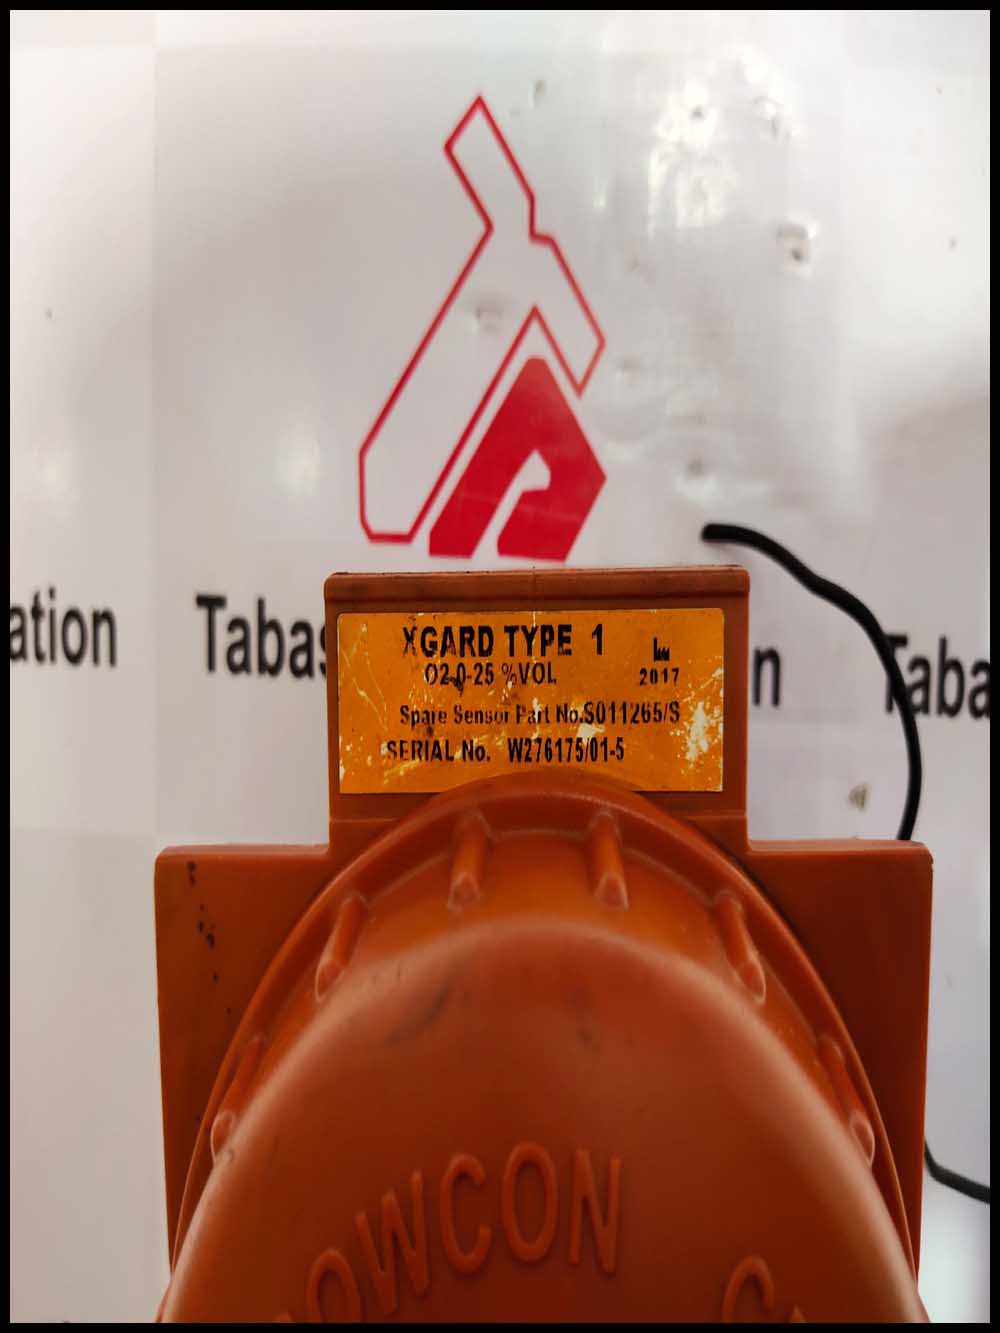 ation
Tabas
n
Taba
XGARD TYPE 1
O2 0-25 %VOL
2017
Spare Sensor Part No.S011265/S
SERIAL No. W276175/01-5
OWCON